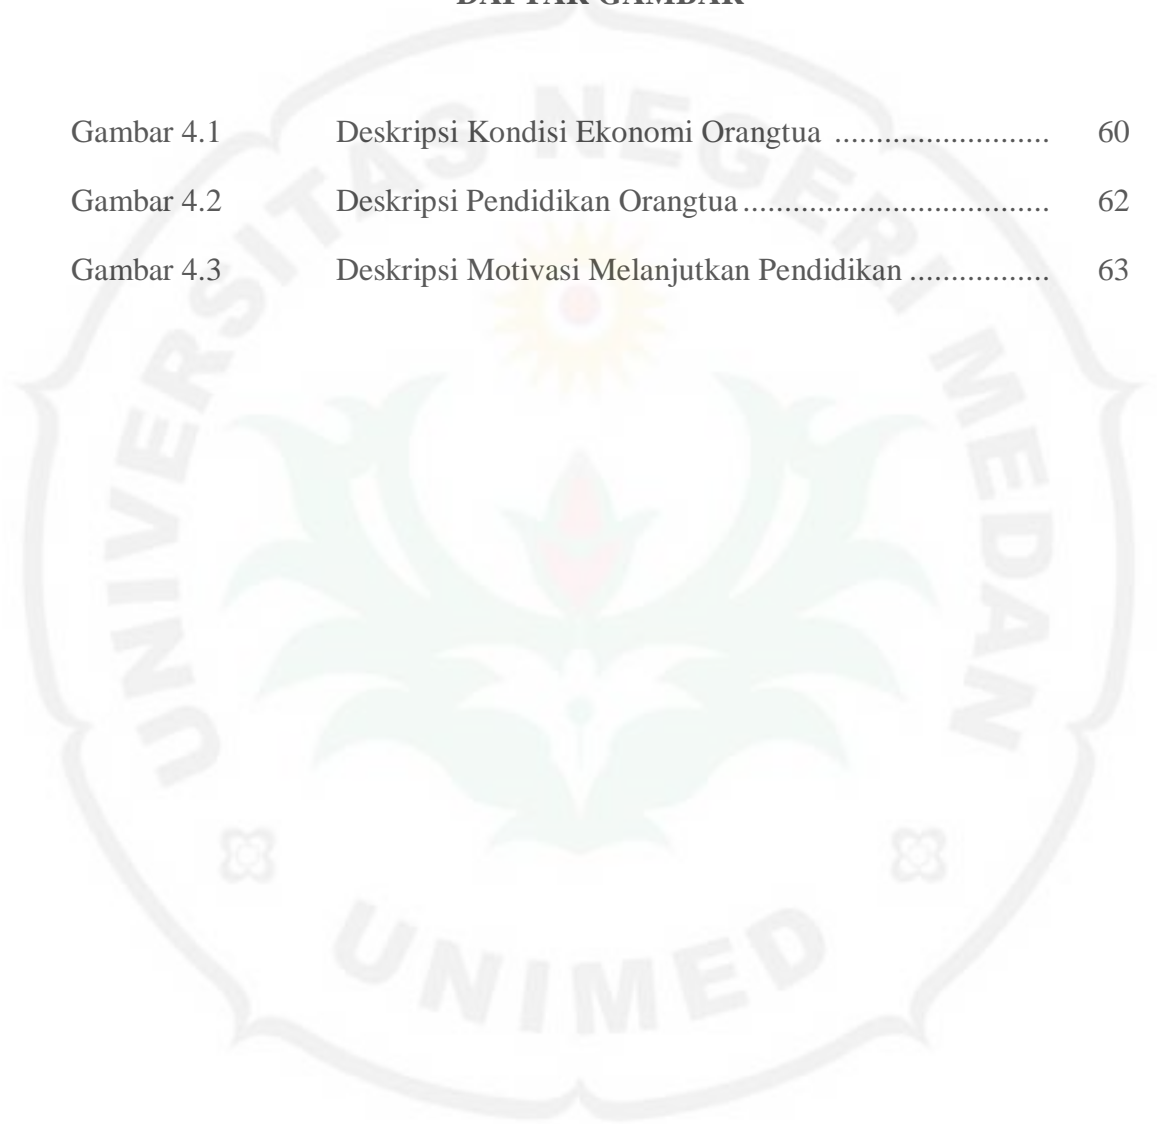 DAFTAR GAMBAR
Gambar 4.1 Deskripsi Kondisi Ekonomi Orangtua .......................... 60
Gambar 4.2 Deskripsi Pendidikan Orangtua ..................................... 62
Gambar 4.3 Deskripsi Motivasi Melanjutkan Pendidikan ................. 63
UNIVERSITAS NEGERI MEDAN
UNIMED